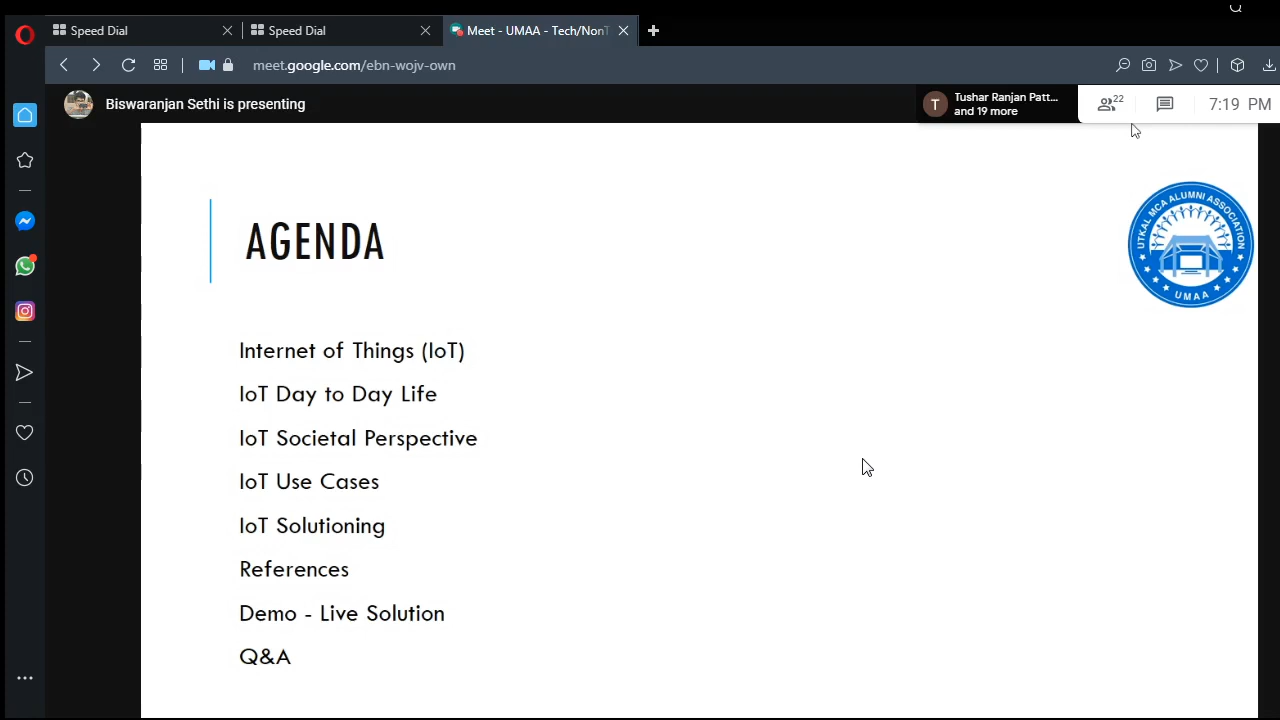 Speed Dial
Speed Dial
Meet - UMAA - Tech/NonT
meet.google.com/ebn-wojv-own
Biswaranjan Sethi is presenting
T
Tushar Ranjan Patt...
and 19 more
22
7:19 PM
AGENDA
UTKAL MCA ALUMNI ASSOCIATION
UMAA
Internet of Things (IoT)
IoT Day to Day Life
IoT Societal Perspective
IoT Use Cases
IoT Solutioning
References
Demo - Live Solution
Q&A